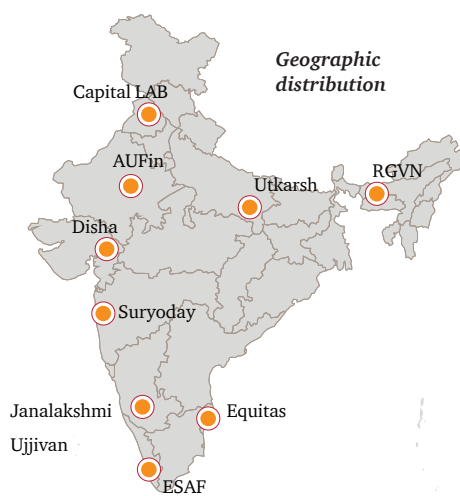 Geographic
distribution
Capital LAB
AUFin
RGVN
Utkarsh
Disha
Suryoday
Janalakshmi
Equitas
Ujjivan
ESAF